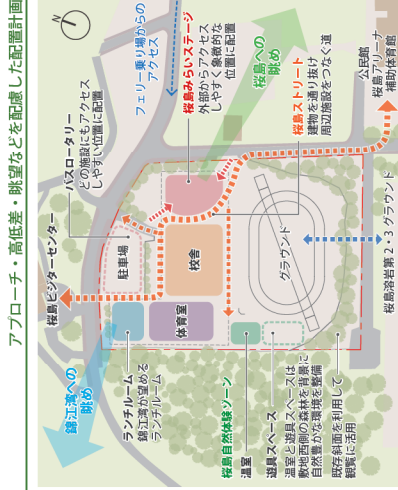 アプローチ・高低差・眺望などを配慮した配置計画
N
フェリー乗り場からの
アクセス
桜島みらいステージ
外部からアクセス
しやすく象徴的な
位置に配置
桜島への
眺め
桜島ストリート
建物を通り抜け
周辺施設をつなぐ道
公民館
桜島アリーナ
補助体育館
バスロータリー
どの施設にもアクセス
しやすい位置に配置
桜島ビジターセンター
駐車場
校舎
体育室
グラウンド
桜島溶岩第2・3グラウンド
錦江湾への
眺め
ランチルーム
錦江湾が望める
ランチルーム
桜島自然体験ゾーン
温室
遊具スペース
温室と遊具スペースは
敷地西側の森林を背景に
自然豊かな環境を整備
既存斜面を利用して
観覧に活用